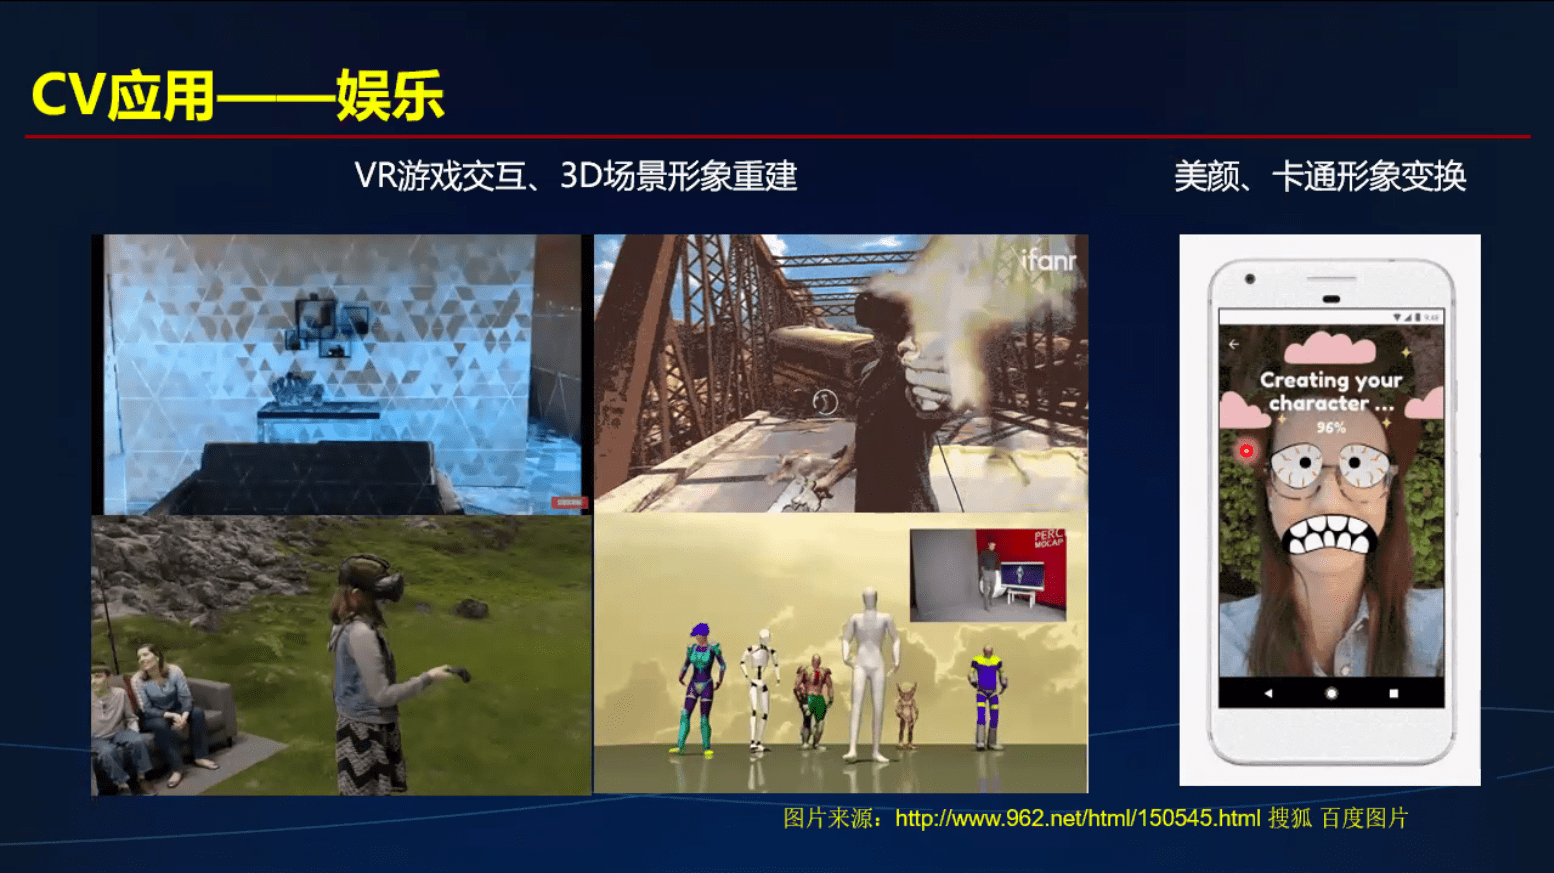 CV应用——娱乐
VR游戏交互、3D场景形象重建
美颜、卡通形象变换
ifanr
PERC
MOCAP
9:48
Creating your
character ...
96%
图片来源：http://www.962.net/html/150545.html 搜狐 百度图片